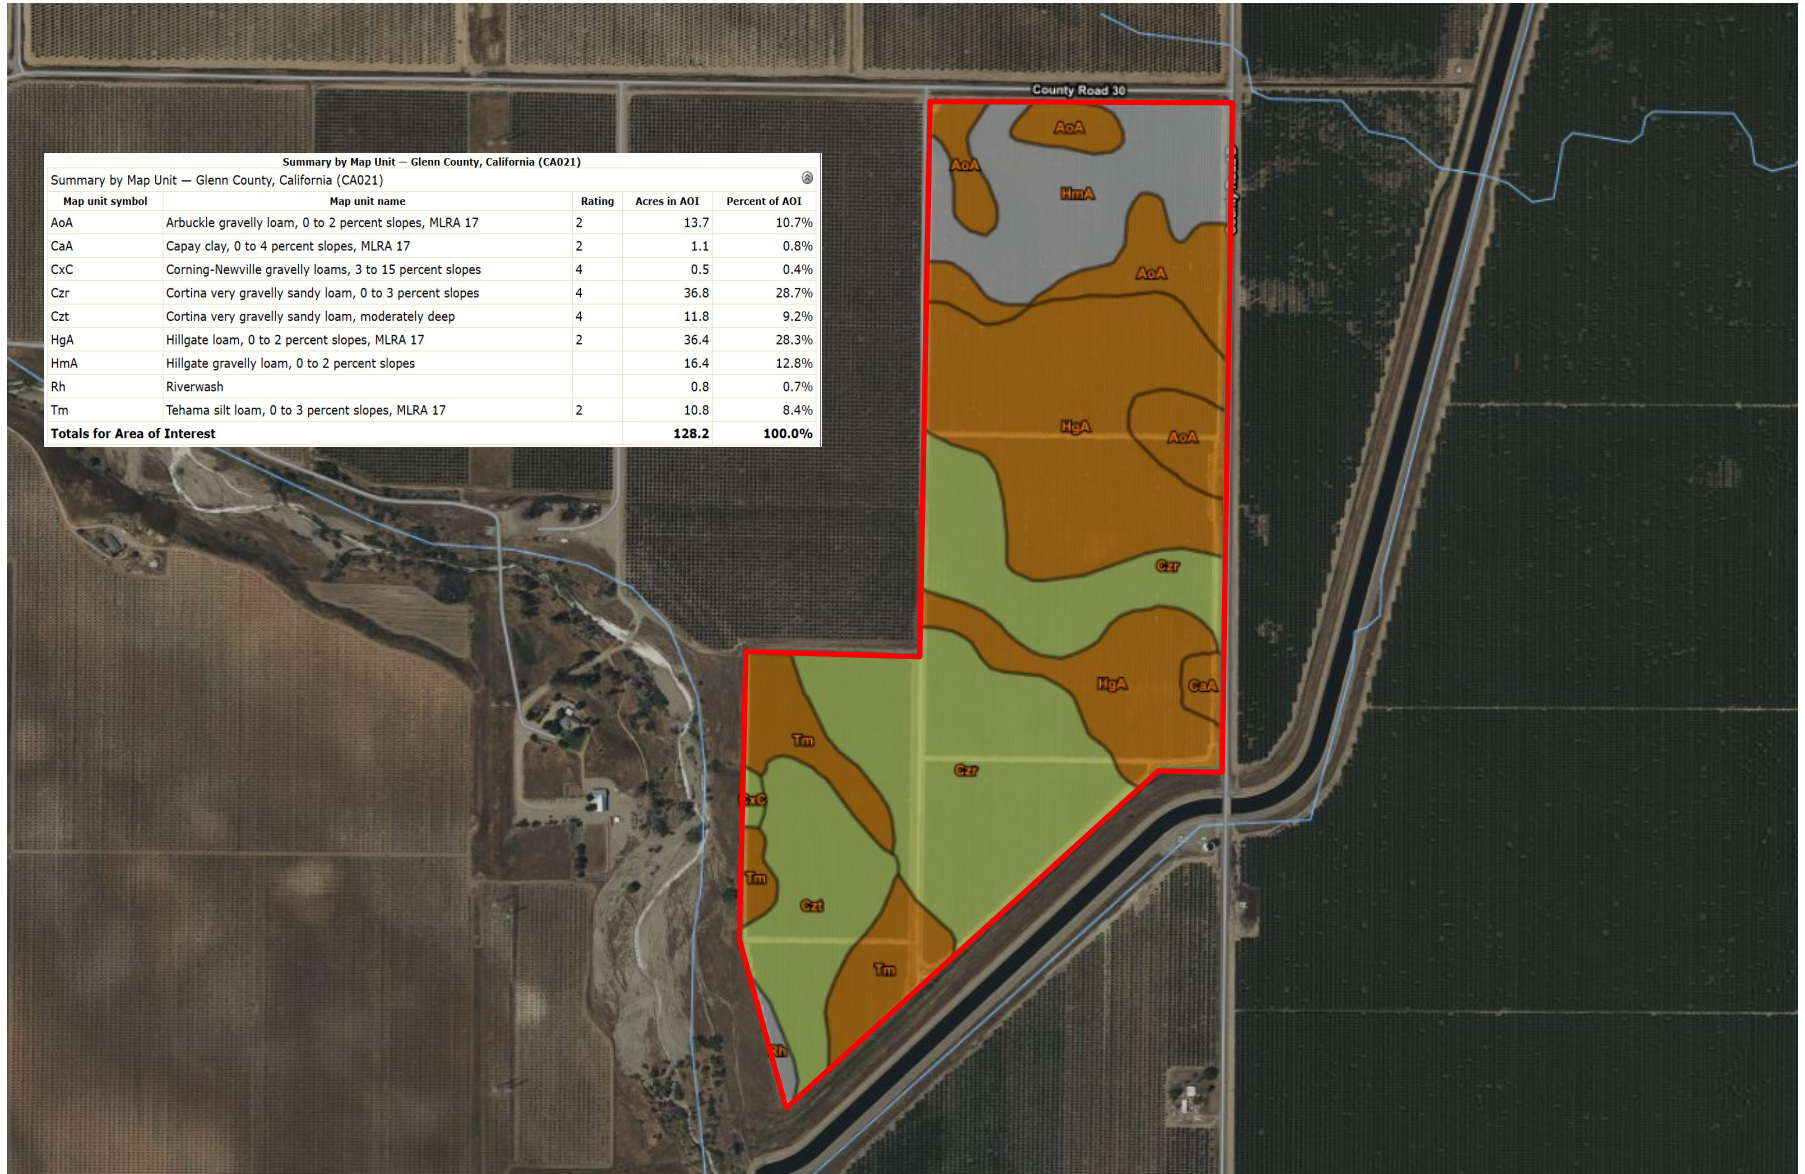 County Road 30
AoA
AoA
HmA
AoA
HgA
AoA
Czr
HgA
CaA
Tm
Czr
CxC
Tm
Czt
Tm
Rh
Summary by Map Unit — Glenn County, California (CA021)
Summary by Map Unit — Glenn County, California (CA021)
Map unit symbol Map unit name Rating Acres in AOI Percent of AOI
AoA Arbuckle gravelly loam, 0 to 2 percent slopes, MLRA 17 2 13.7 10.7%
CaA Capay clay, 0 to 4 percent slopes, MLRA 17 2 1.1 0.8%
CxC Corning-Newville gravelly loams, 3 to 15 percent slopes 4 0.5 0.4%
Czr Cortina very gravelly sandy loam, 0 to 3 percent slopes 4 36.8 28.7%
Czt Cortina very gravelly sandy loam, moderately deep 4 11.8 9.2%
HgA Hillgate loam, 0 to 2 percent slopes, MLRA 17 2 36.4 28.3%
HmA Hillgate gravelly loam, 0 to 2 percent slopes 16.4 12.8%
Rh Riverwash 0.8 0.7%
Tm Tehama silt loam, 0 to 3 percent slopes, MLRA 17 2 10.8 8.4%
Totals for Area of Interest 128.2 100.0%